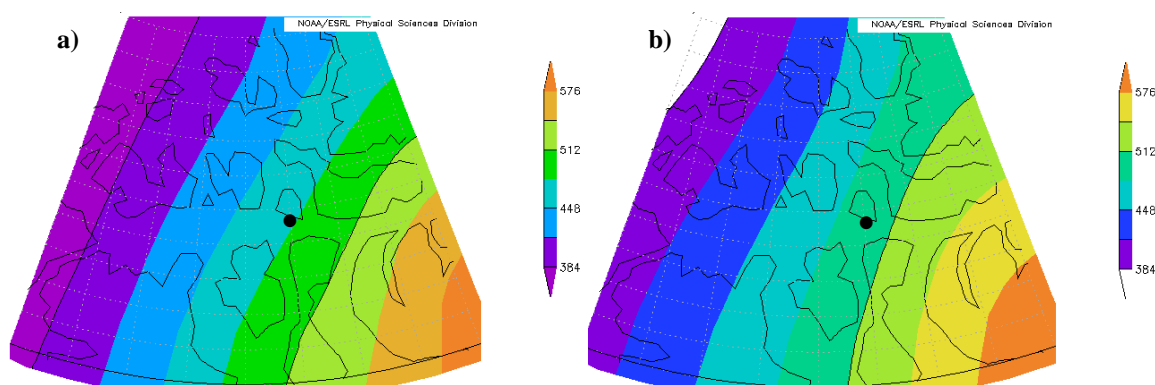 NOAA/ESRL Physical Sciences Division
a)
576
512
448
384
NOAA/ESRL Physical Sciences Division
b)
576
512
448
384